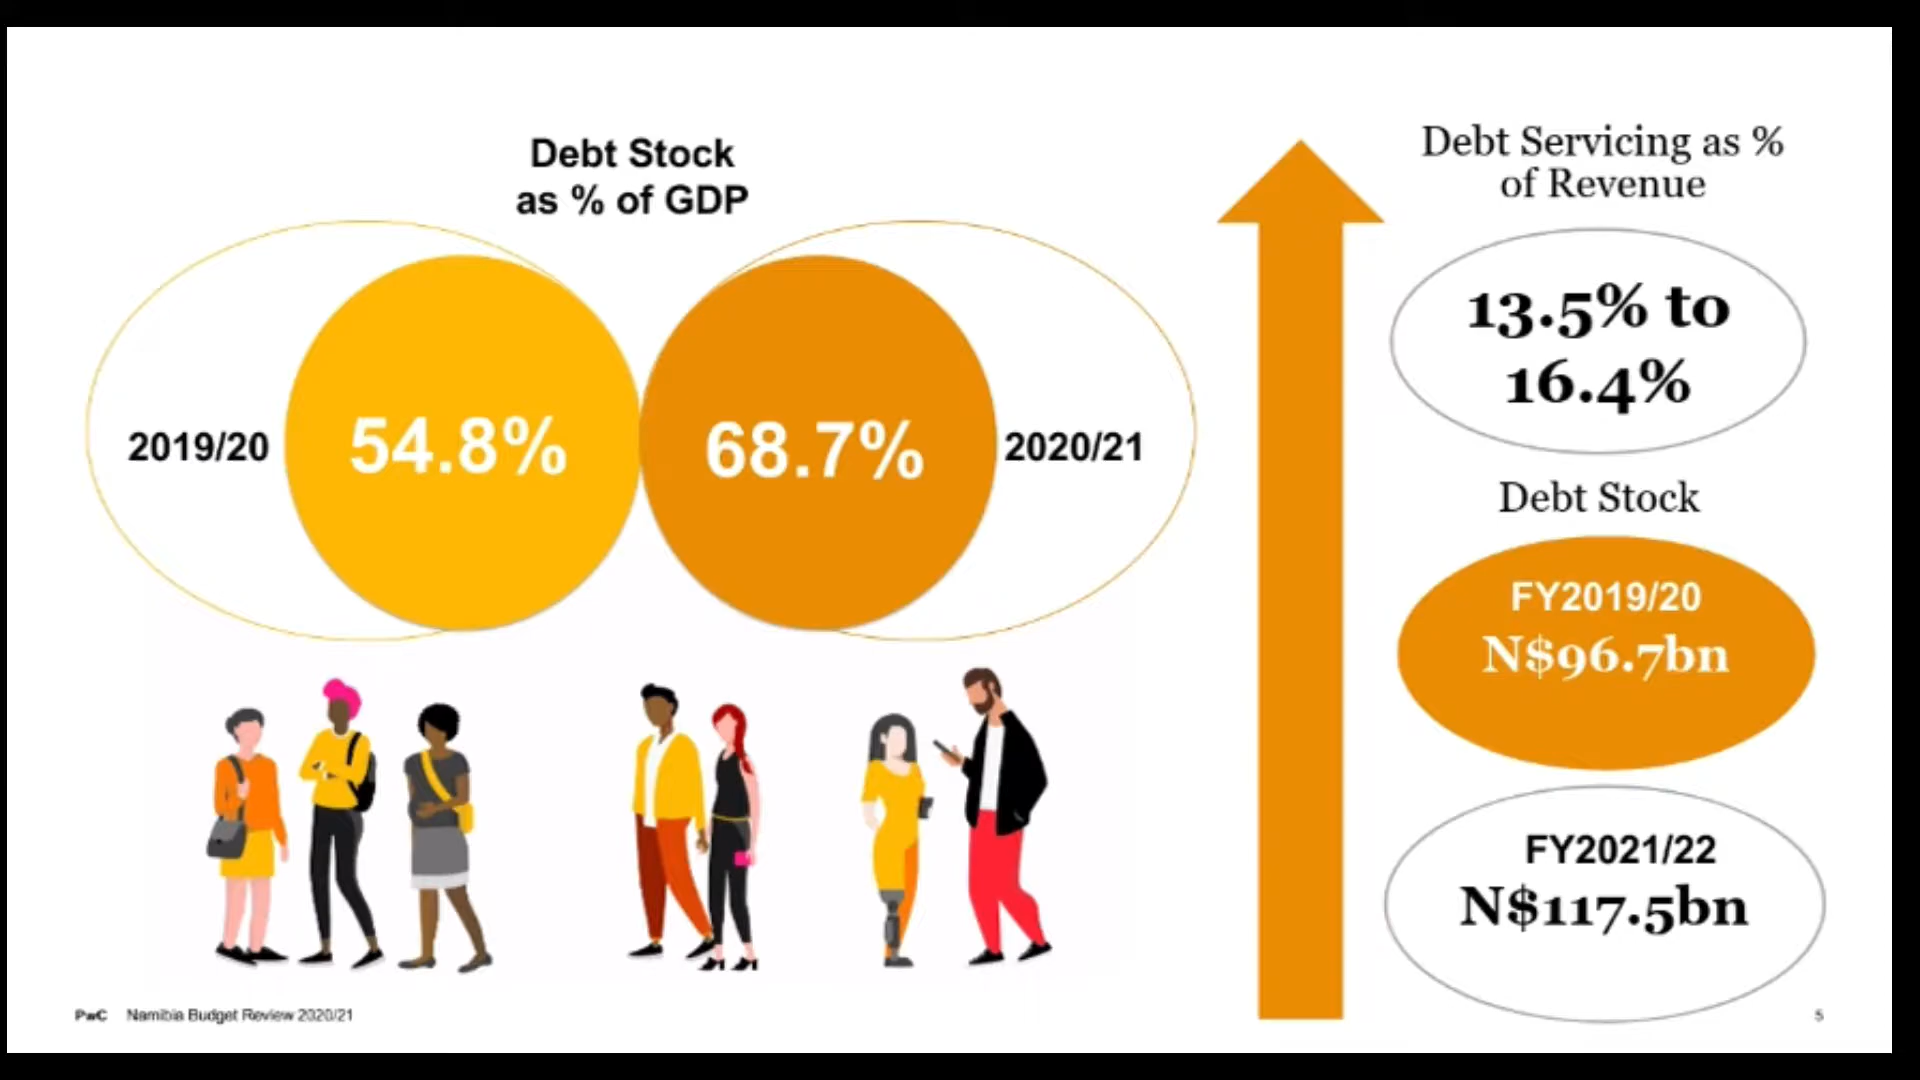 Debt Stock
as % of GDP
2019/20
54.8%
68.7%
2020/21
Debt Servicing as %
of Revenue
13.5% to
16.4%
Debt Stock
FY2019/20
N$96.7bn
FY2021/22
N$117.5bn
PwC Namibia Budget Review 2020/21
5